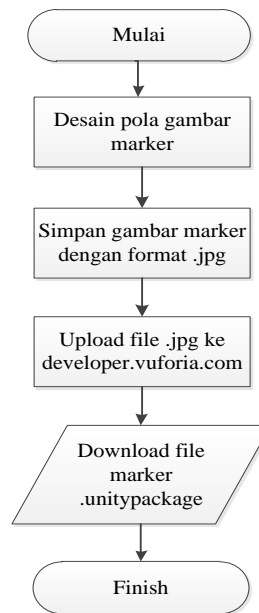 Mulai
Desain pola gambar
marker
Simpan gambar marker
dengan format .jpg
Upload file .jpg ke
developer.vuforia.com
Download file
marker
.unitypackage
Finish